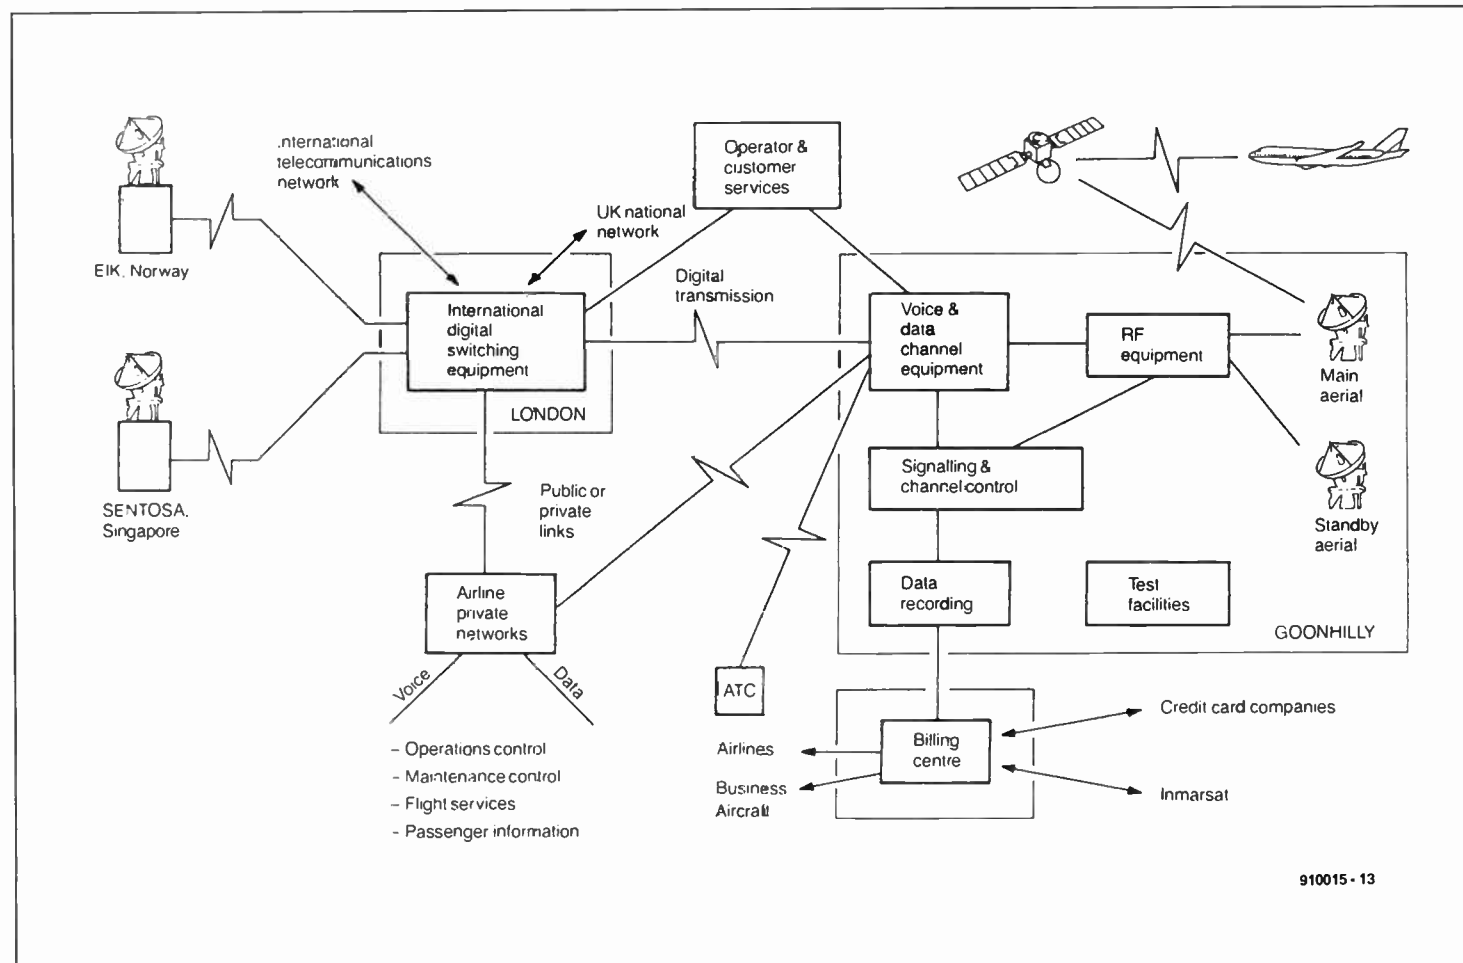 International
telecommunications
network
Operator &
customer
services
UK national
network
EIK, Norway
Digital
transmission
International
digital
switching
equipment
LONDON
Voice &
data
channel
equipment
RF
equipment
Main
aerial
SENTOSA,
Singapore
Public or
private
links
Signalling &
channel control
Standby
aerial
Airline
private
networks
Data
recording
Test
facilities
GOONHILLY
Voice
Data
ATC
- Operations control
- Maintenance control
- Flight services
- Passenger information
Airlines
Business
Aircraft
Billing
centre
Credit card companies
Inmarsat
910015 - 13